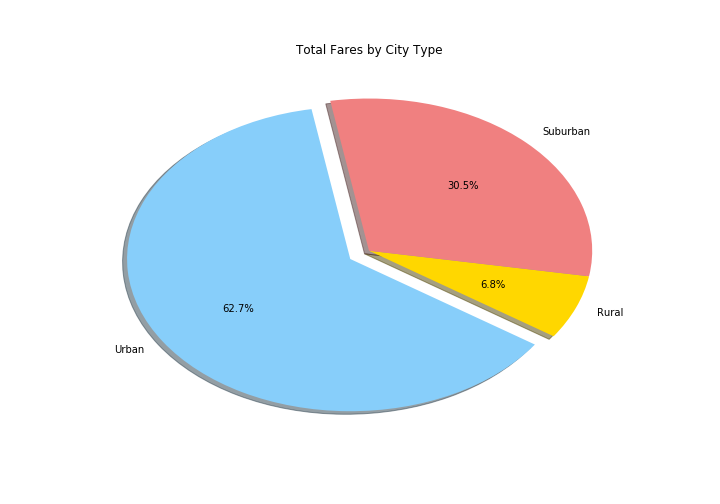 Total Fares by City Type
Suburban
30.5%
6.8%
62.7%
Rural
Urban